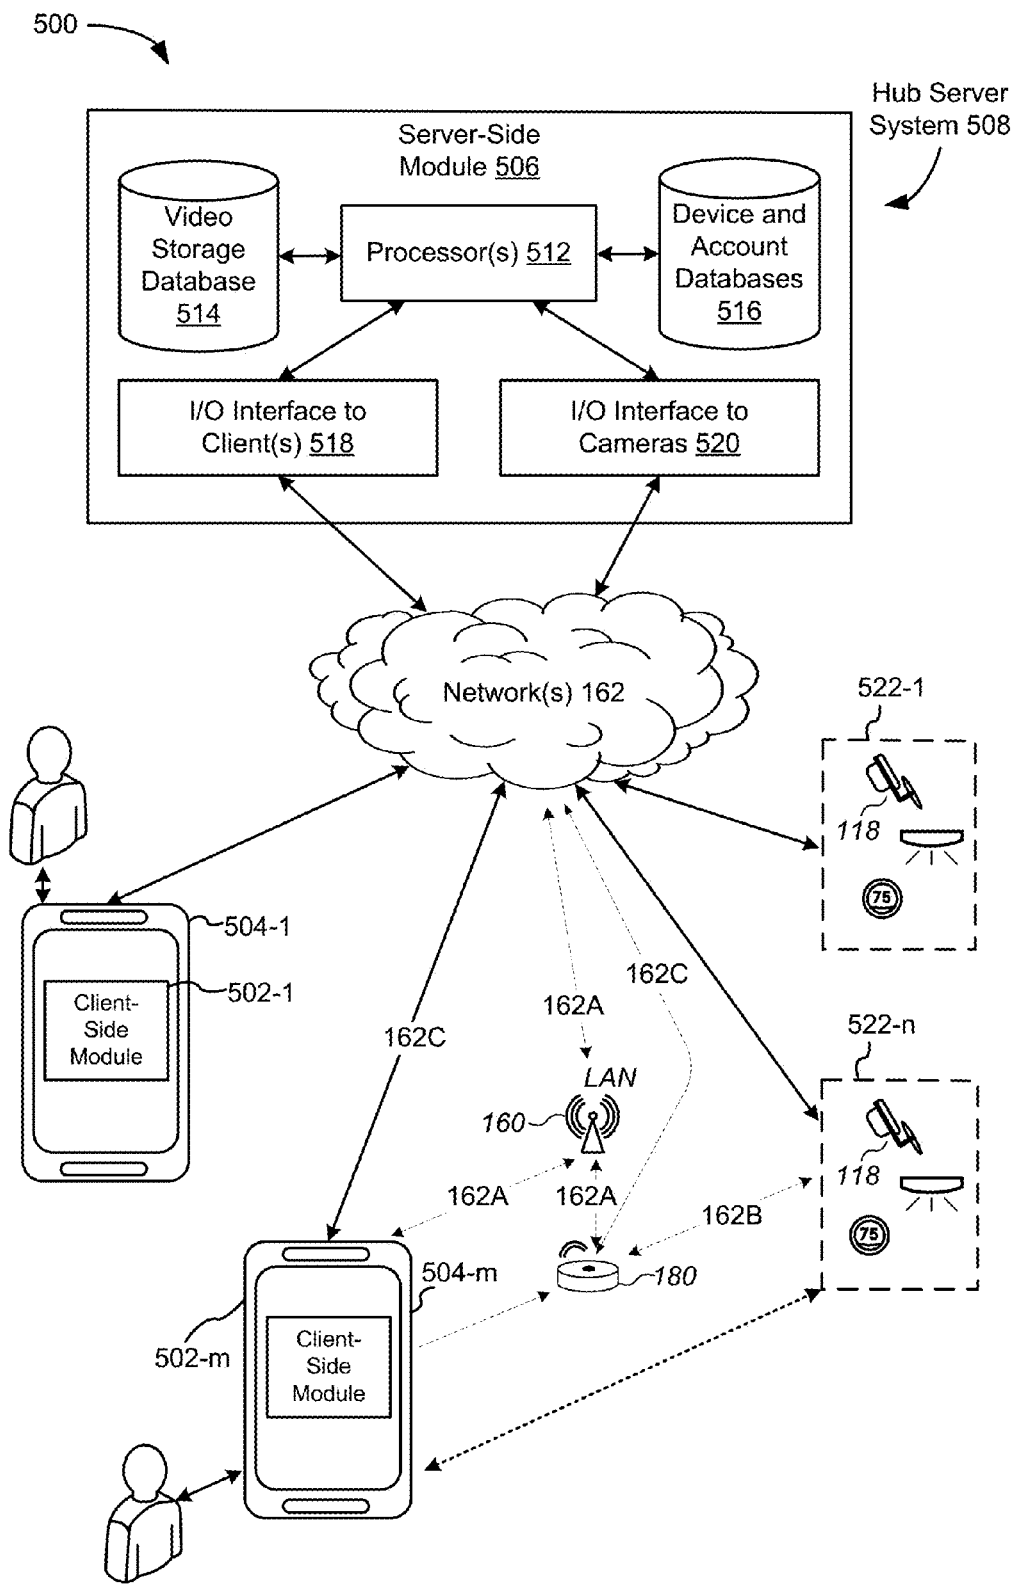 500
Hub Server
System 508
Server-Side
Module 506
Video
Storage
Database
514
Processor(s) 512
Device and
Account
Databases
516
I/O Interface to
Client(s) 518
I/O Interface to
Cameras 520
Network(s) 162
522-1
118
75
504-1
502-1
Client-
Side
Module
162C
162A
162C
522-n
LAN
160
118
162A
162A
162B
75
504-m
180
502-m
Client-
Side
Module